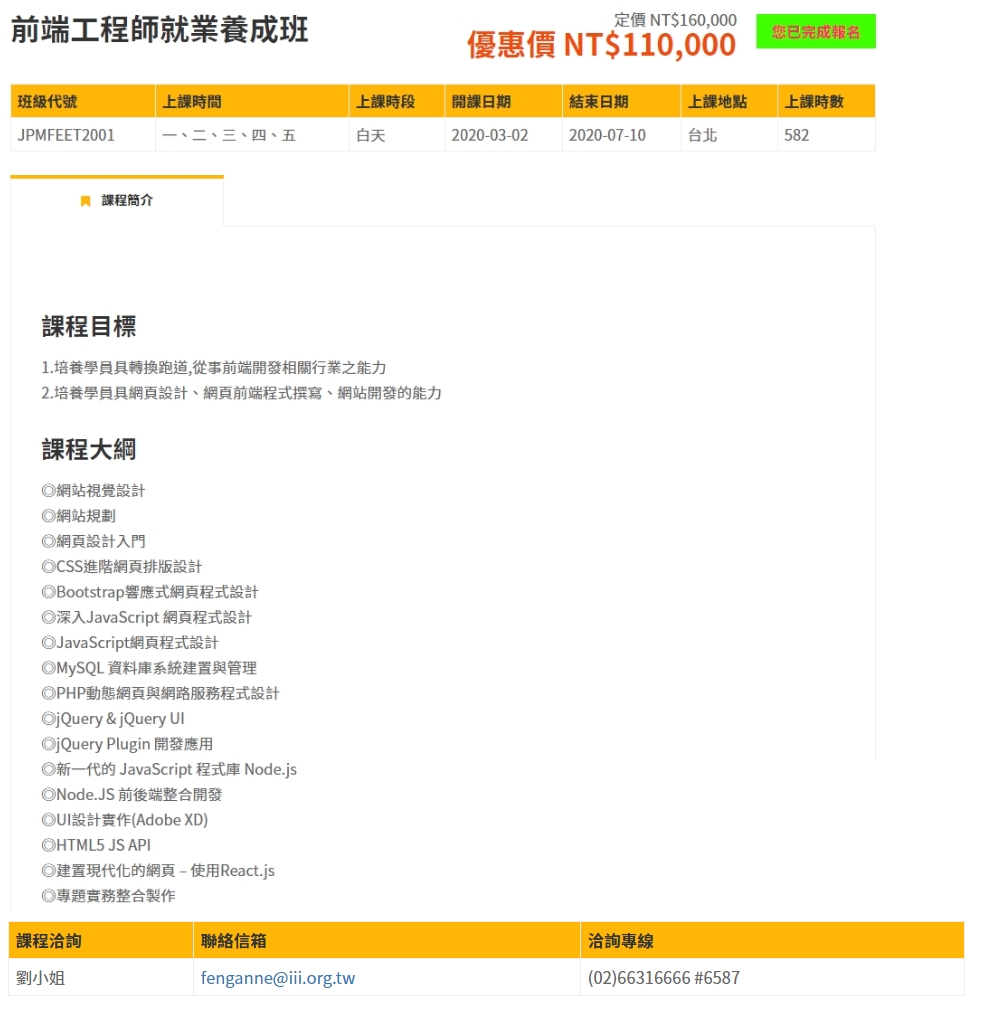 前端工程師就業養成班
定價 NT$160,000
優惠價 NT$110,000
您已完成報名
班級代號 上課時間 上課時段 開課日期 結束日期 上課地點 上課時數
JPMFEET2001 一、二、三、四、五 白天 2020-03-02 2020-07-10 台北 582
課程簡介
課程目標
1.培養學員具轉換跑道,從事前端開發相關行業之能力
2.培養學員具網頁設計、網頁前端程式撰寫、網站開發的能力
課程大綱
◎網站視覺設計
◎網站規劃
◎網頁設計入門
◎CSS進階網頁排版設計
◎Bootstrap響應式網頁程式設計
◎深入JavaScript 網頁程式設計
◎JavaScript網頁程式設計
◎MySQL 資料庫系統建置與管理
◎PHP動態網頁與網路服務程式設計
◎jQuery & jQuery UI
◎jQuery Plugin 開發應用
◎新一代的 JavaScript 程式庫 Node.js
◎Node.JS 前後端整合開發
◎UI設計實作(Adobe XD)
◎HTML5 JS API
◎建置現代化的網頁 – 使用React.js
◎專題實務整合製作
課程洽詢 聯絡信箱 洽詢專線
劉小姐 fenganne@iii.org.tw (02)66316666 #6587